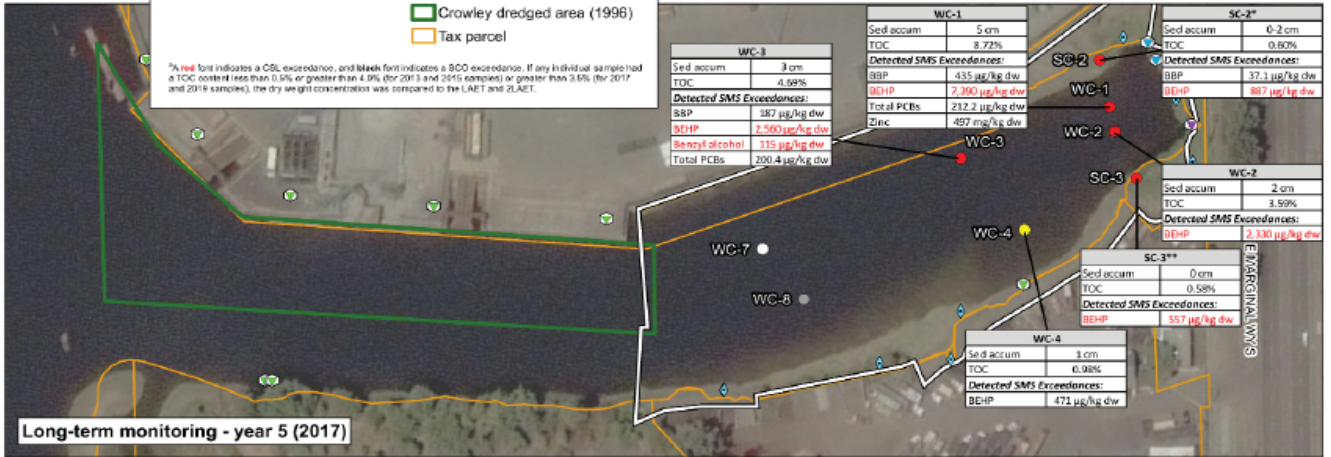 Crowley dredged area (1996)
Tax parcel
ᵃA red font indicates a CSL exceedance, and black font indicates a SCO exceedance. If any individual sample had
a TOC content less than 0.5% or greater than 4.0% (for 2013 and 2015 samples) or greater than 3.5% (for 2017
and 2019 samples), the dry weight concentration was compared to the LAET and 2LAET.
WC-3
Sed accum 3 cm
TOC 4.69%
Detected SMS Exceedances:
BBP 187 µg/kg dw
BEHP 2,560 µg/kg dw
Benzyl alcohol 115 µg/kg dw
Total PCBs 200.4 µg/kg dw
WC-1
Sed accum 5 cm
TOC 8.72%
Detected SMS Exceedances:
BBP 435 µg/kg dw
BEHP 7,390 µg/kg dw
Total PCBs 212.2 µg/kg dw
Zinc 497 mg/kg dw
SC-2*
Sed accum 0-2 cm
TOC 0.60%
Detected SMS Exceedances:
BBP 37.1 µg/kg dw
BEHP 887 µg/kg dw
SC-2
WC-1
WC-2
WC-3
SC-3
WC-4
WC-7
WC-8
WC-2
Sed accum 2 cm
TOC 3.59%
Detected SMS Exceedances:
BEHP 2,330 µg/kg dw
E MARGINAL WY S
SC-3**
Sed accum 0 cm
TOC 0.58%
Detected SMS Exceedances:
BEHP 557 µg/kg dw
WC-4
Sed accum 1 cm
TOC 0.98%
Detected SMS Exceedances:
BEHP 471 µg/kg dw
Long-term monitoring - year 5 (2017)